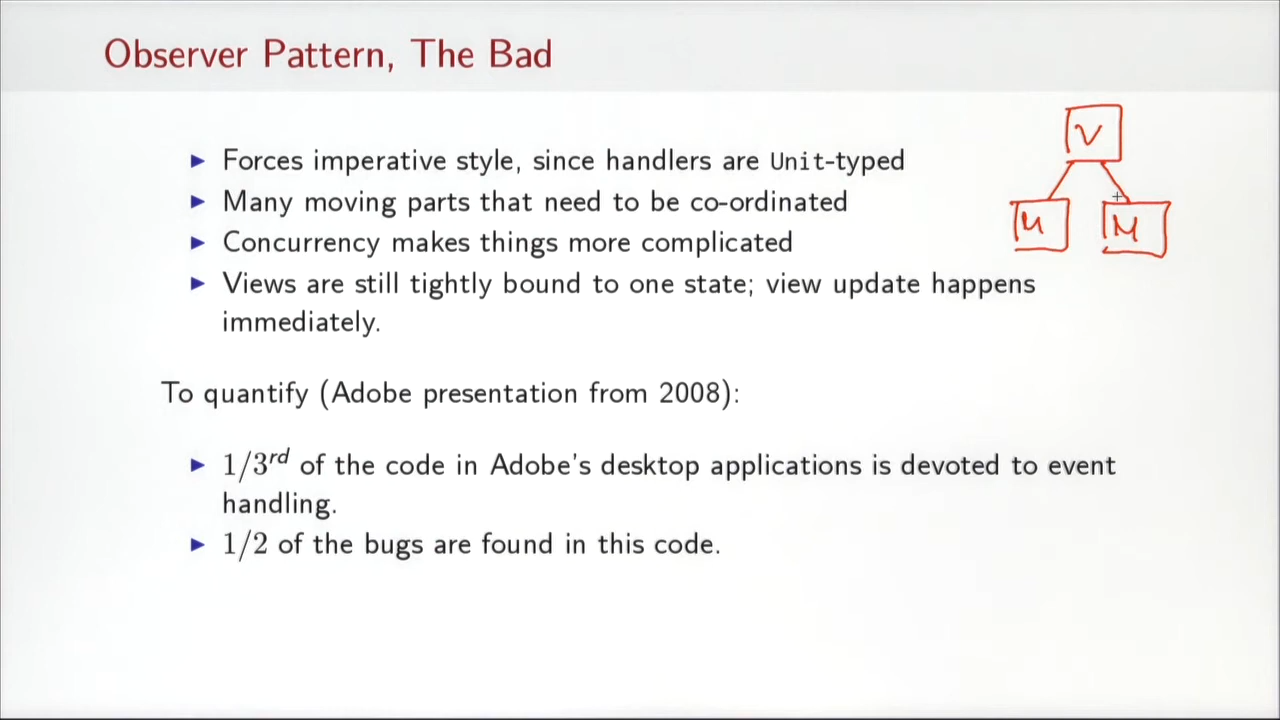 Observer Pattern, The Bad
V
M M
▶ Forces imperative style, since handlers are Unit-typed
▶ Many moving parts that need to be co-ordinated
▶ Concurrency makes things more complicated
▶ Views are still tightly bound to one state; view update happens
immediately.
To quantify (Adobe presentation from 2008):
▶ 1/3rd of the code in Adobe's desktop applications is devoted to event
handling.
▶ 1/2 of the bugs are found in this code.